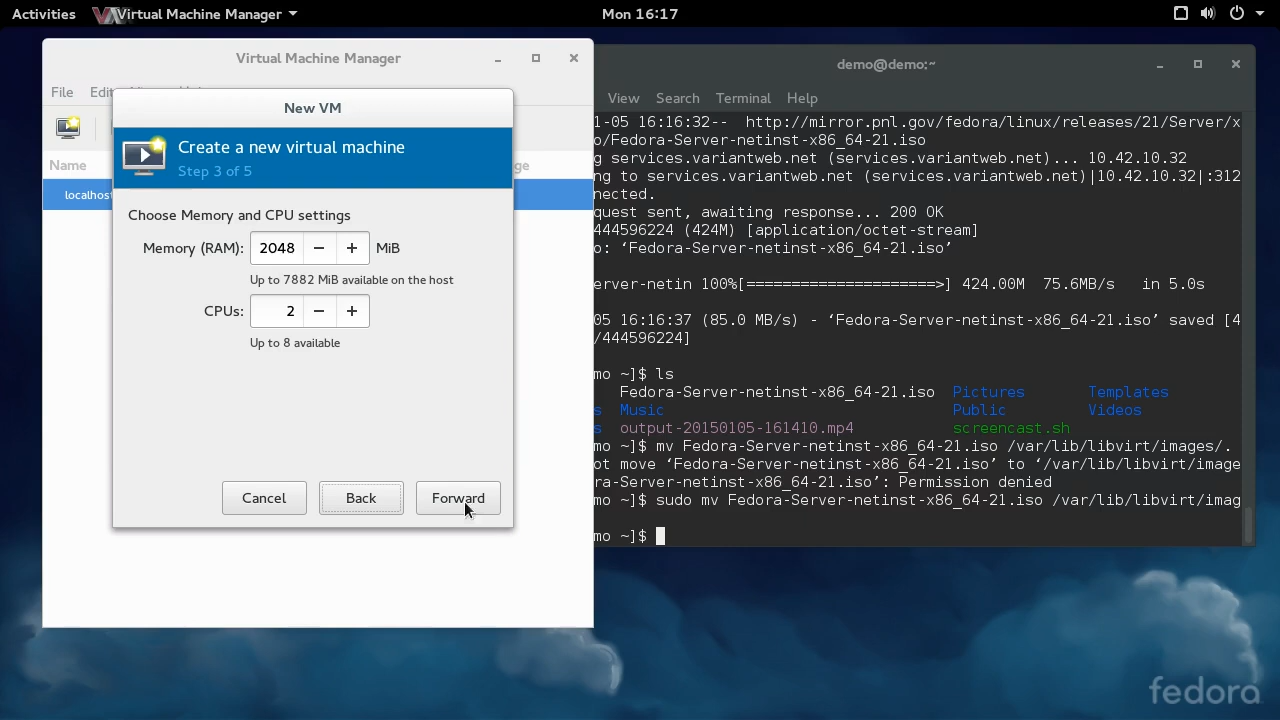 Activities
Virtual Machine Manager
Mon 16:17
Virtual Machine Manager
File
Name
localhost
New VM
Create a new virtual machine
Step 3 of 5
Choose Memory and CPU settings
Memory (RAM): 2048 − + MiB
Up to 7882 MiB available on the host
CPUs: 2 − +
Up to 8 available
Cancel
Back
Forward
demo@demo:~
View Search Terminal Help
1-05 16:16:32-- http://mirror.pnl.gov/fedora/linux/releases/21/Server/x
o/Fedora-Server-netinst-x86_64-21.iso
g services.variantweb.net (services.variantweb.net)... 10.42.10.32
ng to services.variantweb.net (services.variantweb.net)|10.42.10.32|:312
nected.
quest sent, awaiting response... 200 OK
444596224 (424M) [application/octet-stream]
o: ‘Fedora-Server-netinst-x86_64-21.iso’
erver-netin 100%[=====================>] 424.00M 75.6MB/s in 5.0s
05 16:16:37 (85.0 MB/s) - ‘Fedora-Server-netinst-x86_64-21.iso’ saved [4
/444596224]
mo ~]$ ls
Fedora-Server-netinst-x86_64-21.iso Pictures Templates
s Music Public Videos
s output-20150105-161410.mp4 screencast.sh
mo ~]$ mv Fedora-Server-netinst-x86_64-21.iso /var/lib/libvirt/images/.
ot move ‘Fedora-Server-netinst-x86_64-21.iso’ to ‘/var/lib/libvirt/image
ora-Server-netinst-x86_64-21.iso’: Permission denied
mo ~]$ sudo mv Fedora-Server-netinst-x86_64-21.iso /var/lib/libvirt/imag
mo ~]$
fedora